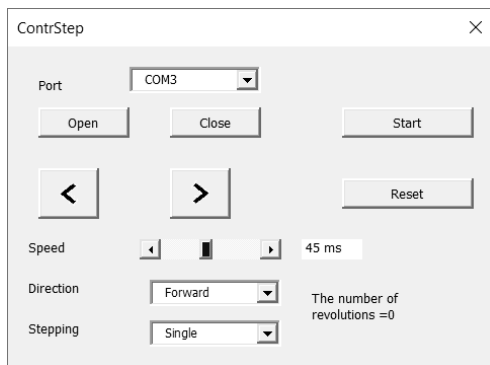 ContrStep
Port
COM3
Open
Close
Start
<
>
Reset
Speed
45 ms
Direction
Forward
The number of
revolutions =0
Stepping
Single